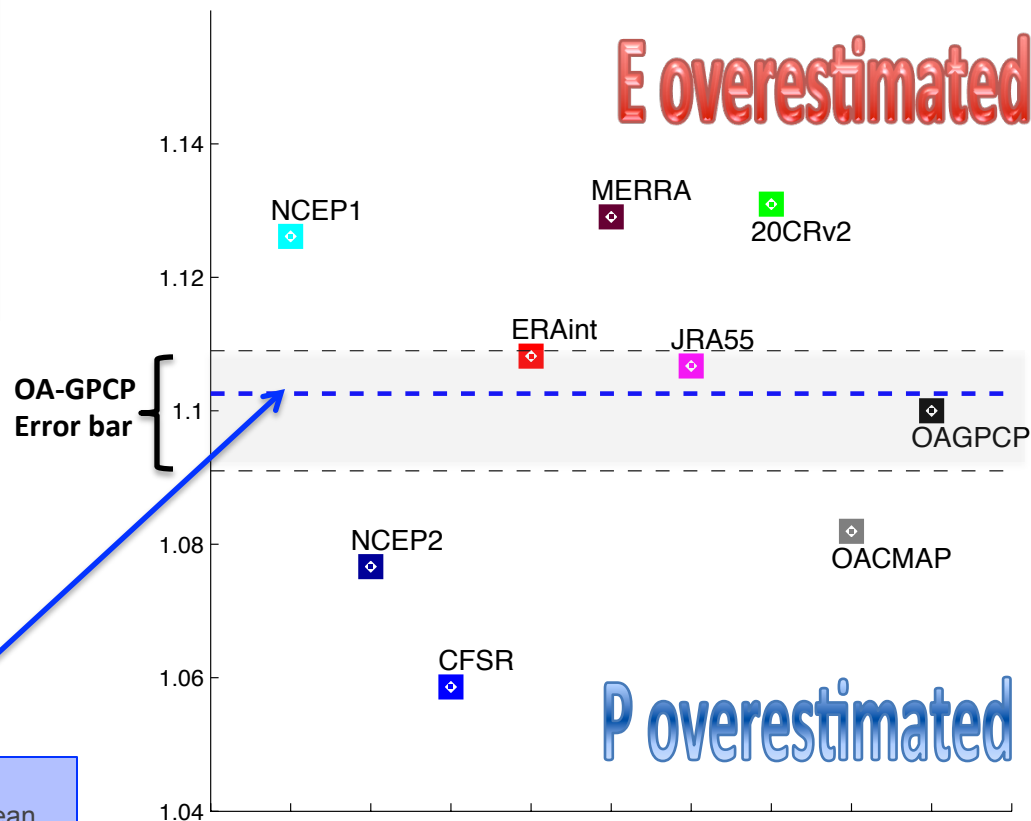 E overestimated
1.14
MERRA
NCEP1
20CRv2
1.12
ERAint
JRA55
OA-GPCP
Error bar
1.1
OAGPCP
NCEP2
1.08
OACMAP
CFSR
1.06
P overestimated
1.04